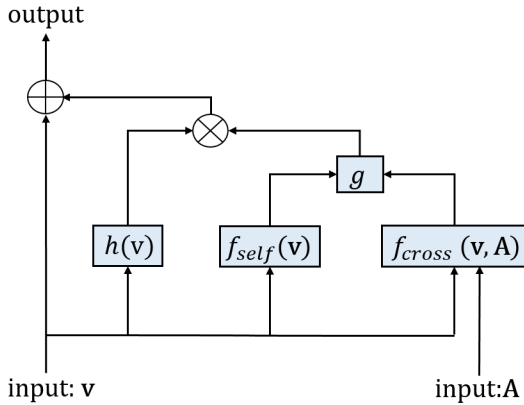 output
g
h(v) f_self(v) f_cross (v, A)
input: v input:A